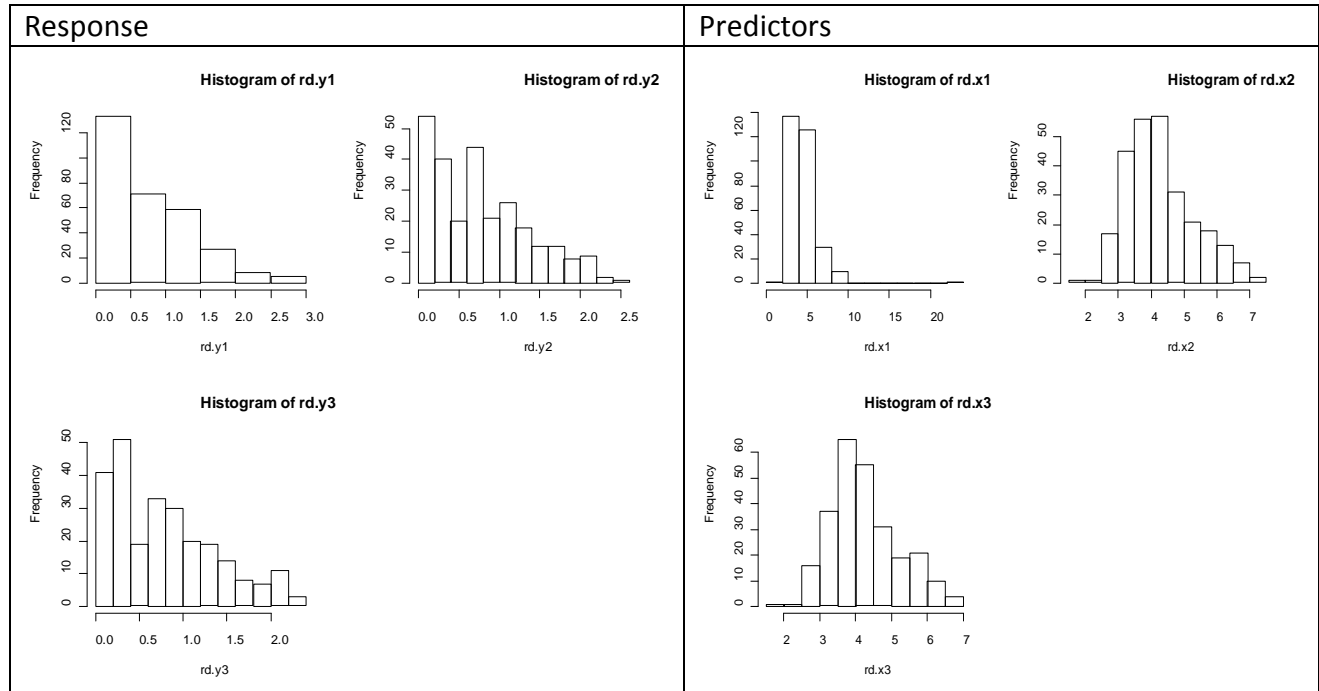 Response
Predictors
Histogram of rd.y1
Frequency
0 20 40 60 80 120
0.0 0.5 1.0 1.5 2.0 2.5 3.0
rd.y1
Histogram of rd.y2
Frequency
0 10 20 30 40 50
0.0 0.5 1.0 1.5 2.0 2.5
rd.y2
Histogram of rd.y3
Frequency
0 10 20 30 40 50
0.0 0.5 1.0 1.5 2.0
rd.y3
Histogram of rd.x1
Frequency
0 20 40 60 80 120
0 5 10 15 20
rd.x1
Histogram of rd.x2
Frequency
0 10 20 30 40 50
2 3 4 5 6 7
rd.x2
Histogram of rd.x3
Frequency
0 10 20 30 40 50 60
2 3 4 5 6 7
rd.x3